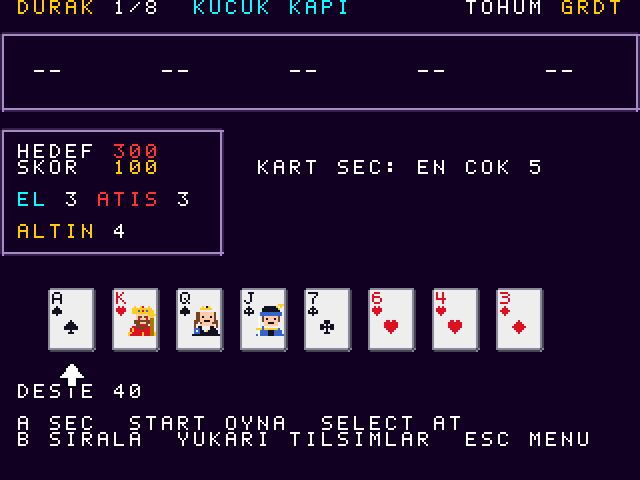 DURAK 1/8 KUCUK KAPI TOHUM GRDT
-- -- -- -- --
HEDEF 300
SKOR 100
KART SEC: EN COK 5
EL 3 ATIS 3
ALTIN 4
A K Q J 7 6 4 3
DESTE 40
A SEC START OYNA SELECT AT
B SIRALA YUKARI TILSIMLAR ESC MENU